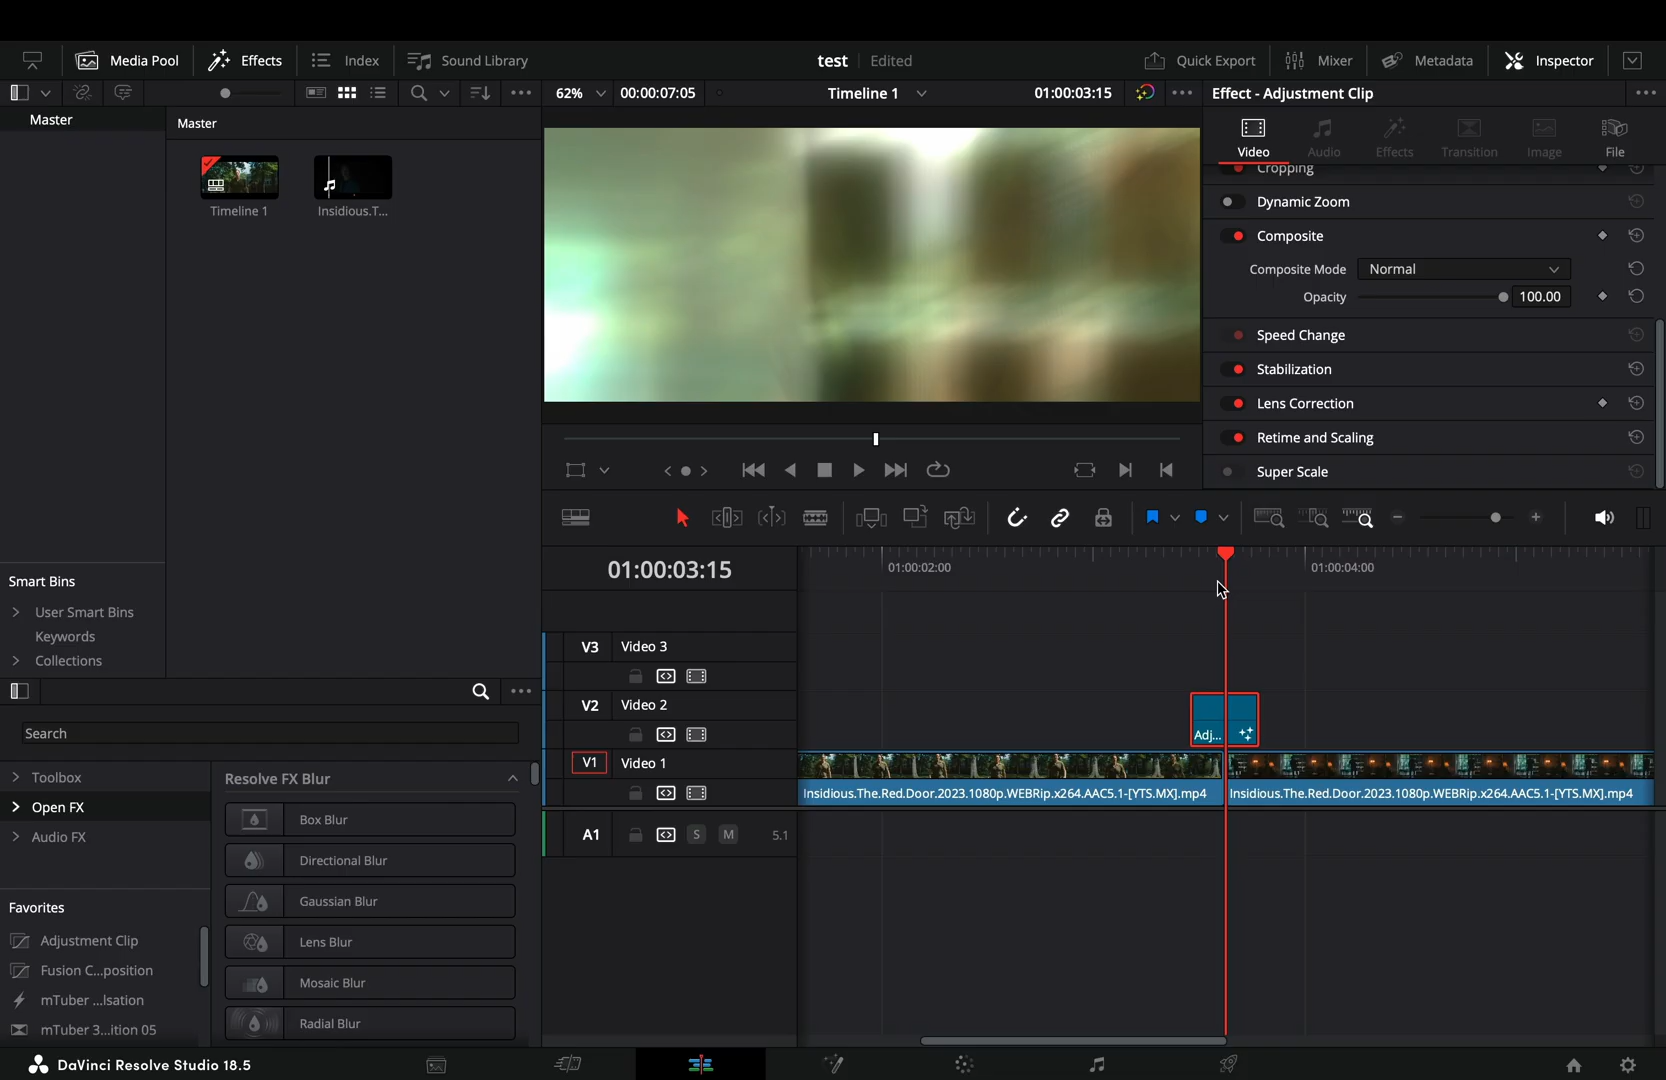 Media Pool
Effects
Index
Sound Library
test
Edited
Quick Export
Mixer
Metadata
Inspector
62%
00:00:07:05
Timeline 1
01:00:03:15
Effect - Adjustment Clip
Master
Master
Video
Audio
Effects
Transition
Image
File
Timeline 1
Insidious.T...
Cropping
Dynamic Zoom
Composite
Composite Mode
Normal
Opacity
100.00
Speed Change
Stabilization
Lens Correction
Retime and Scaling
Super Scale
01:00:03:15
01:00:02:00
01:00:04:00
Smart Bins
User Smart Bins
Keywords
Collections
V3
Video 3
V2
Video 2
Adj...
V1
Video 1
Insidious.The.Red.Door.2023.1080p.WEBRip.x264.AAC5.1-[YTS.MX].mp4
Insidious.The.Red.Door.2023.1080p.WEBRip.x264.AAC5.1-[YTS.MX].mp4
A1
S
M
5.1
Search
Toolbox
Open FX
Audio FX
Favorites
Adjustment Clip
Fusion C...position
mTuber ...lsation
mTuber 3...ition 05
Resolve FX Blur
Box Blur
Directional Blur
Gaussian Blur
Lens Blur
Mosaic Blur
Radial Blur
DaVinci Resolve Studio 18.5